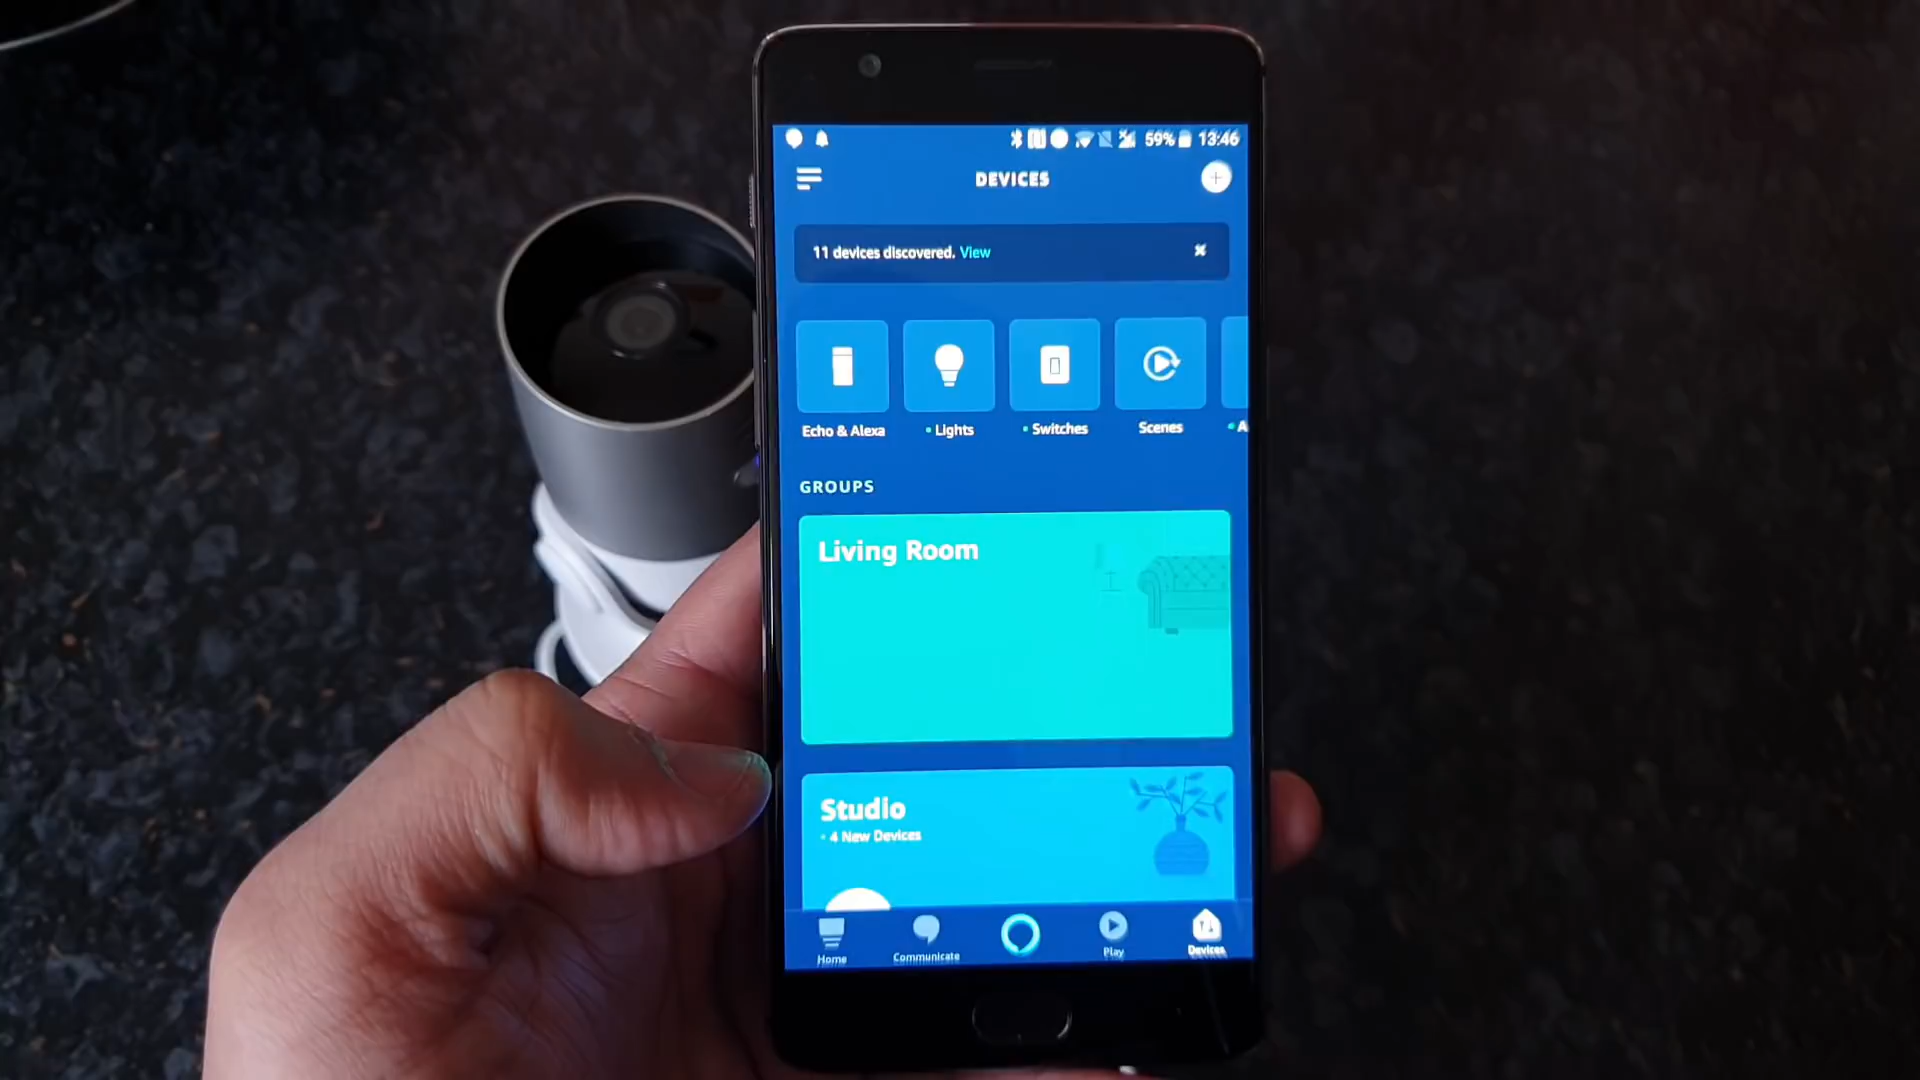 59% 13:46
DEVICES
11 devices discovered. View
Echo & Alexa
Lights
Switches
Scenes
A
GROUPS
Living Room
Studio
4 New Devices
Home
Communicate
Play
Devices